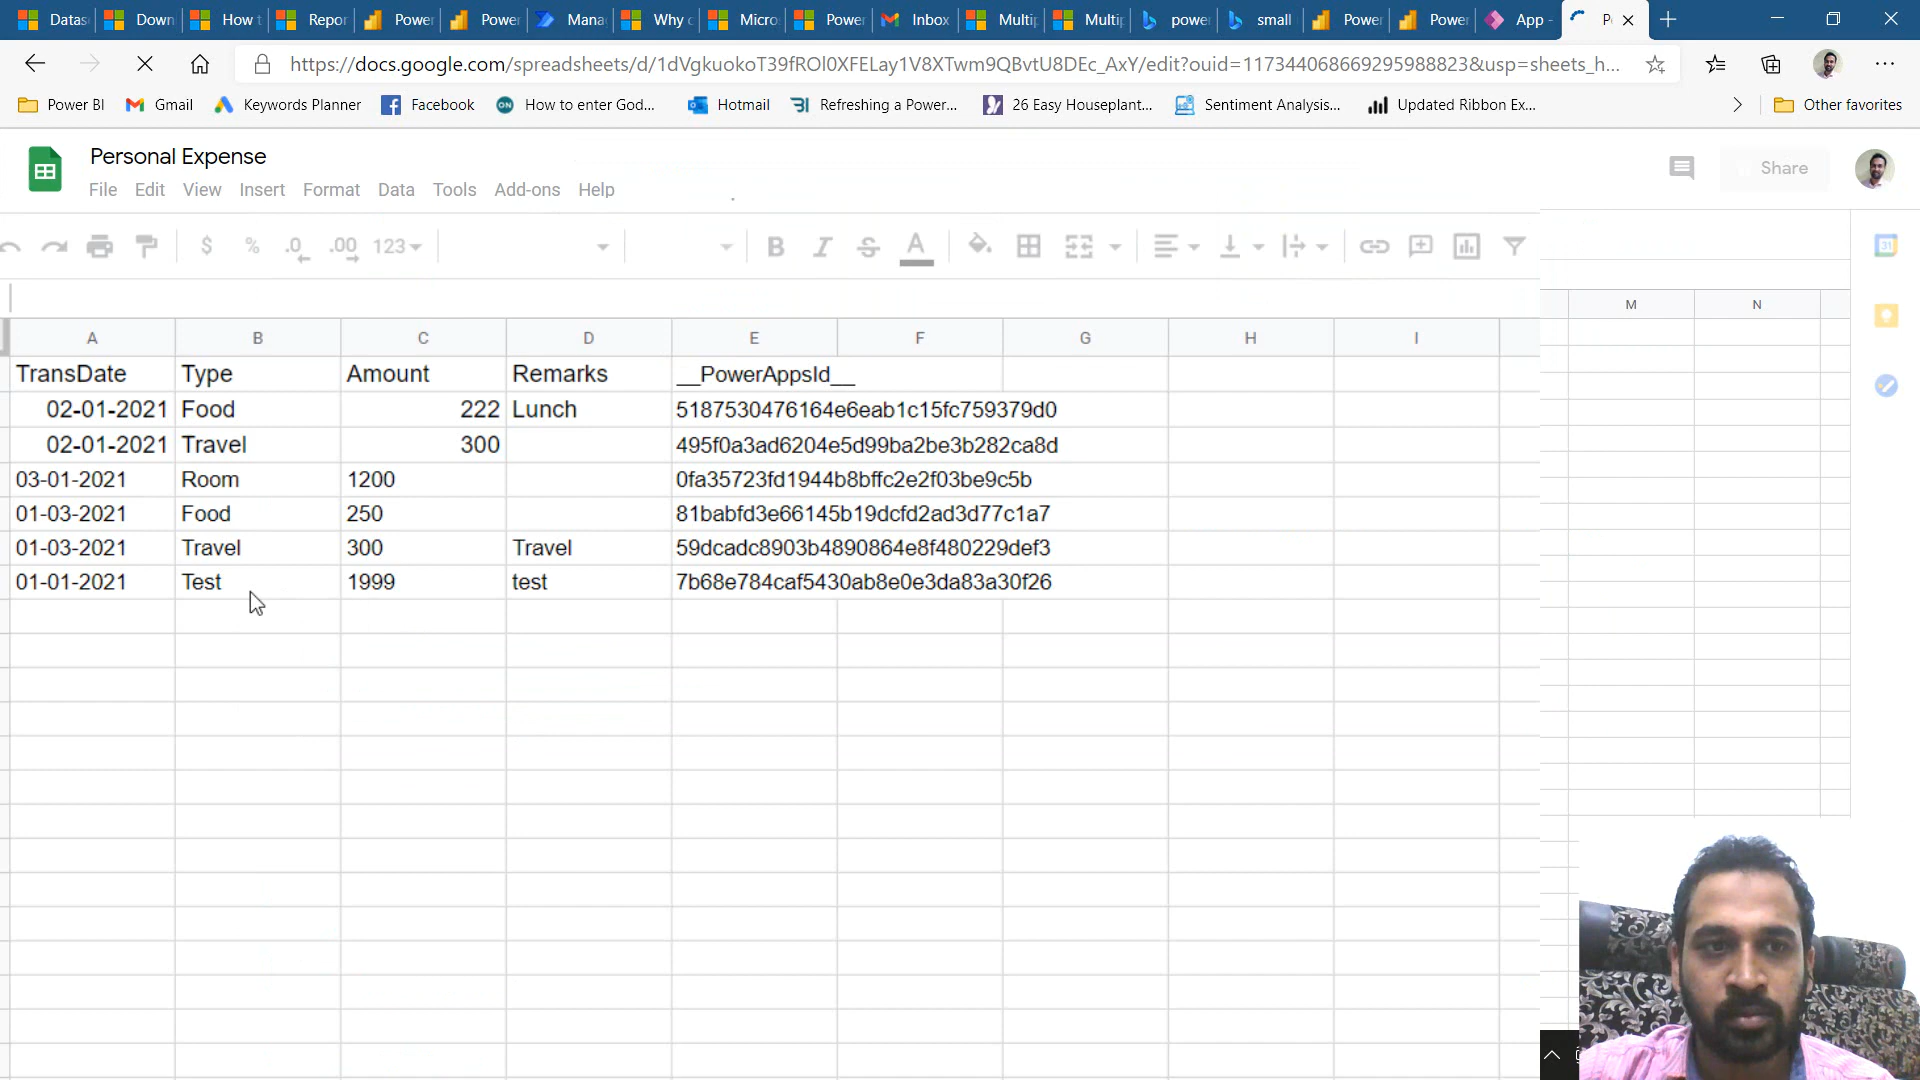 Datas Down How t Repor Power Power Mana Why c Micro Power Inbox Multi Multi powe small Power Power App - P
https://docs.google.com/spreadsheets/d/1dVgkuokoT39fROl0XFELay1V8XTwm9QBvtU8DEc_AxY/edit?ouid=117344068669295988823&usp=sheets_h...
Power BI Gmail Keywords Planner Facebook How to enter God... Hotmail Refreshing a Power... 26 Easy Houseplant... Sentiment Analysis... Updated Ribbon Ex... Other favorites
Personal Expense
Share
File Edit View Insert Format Data Tools Add-ons Help
$ % .0 .00 123 B I S A
A B C D E F G H I M N
TransDate Type Amount Remarks __PowerAppsId__
02-01-2021 Food 222 Lunch 5187530476164e6eab1c15fc759379d0
02-01-2021 Travel 300 495f0a3ad6204e5d99ba2be3b282ca8d
03-01-2021 Room 1200 0fa35723fd1944b8bffc2e2f03be9c5b
01-03-2021 Food 250 81babfd3e66145b19dcfd2ad3d77c1a7
01-03-2021 Travel 300 Travel 59dcadc8903b4890864e8f480229def3
01-01-2021 Test 1999 test 7b68e784caf5430ab8e0e3da83a30f26